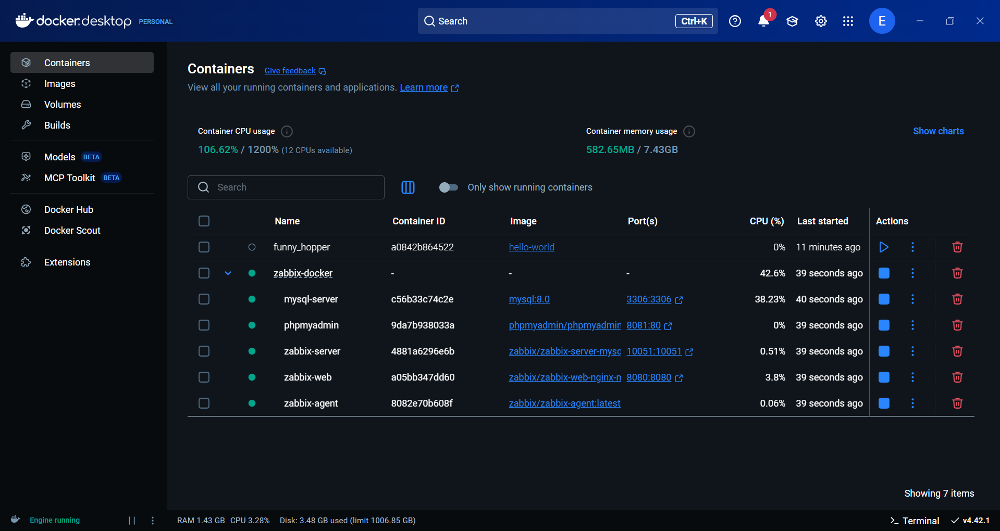 docker.desktop PERSONAL
Search
Ctrl+K
1
E
Containers
Images
Volumes
Builds
Models BETA
MCP Toolkit BETA
Docker Hub
Docker Scout
Extensions
Containers Give feedback
View all your running containers and applications. Learn more
Container CPU usage
106.62% / 1200% (12 CPUs available)
Container memory usage
582.65MB / 7.43GB
Show charts
Search
Only show running containers
Name Container ID Image Port(s) CPU (%) Last started Actions
funny_hopper a0842b864522 hello-world 0% 11 minutes ago
zabbix-docker - - - 42.6% 39 seconds ago
mysql-server c56b33c74c2e mysql:8.0 3306:3306 38.23% 40 seconds ago
phpmyadmin 9da7b938033a phpmyadmin/phpmyadmin 8081:80 0% 39 seconds ago
zabbix-server 4881a6296e6b zabbix/zabbix-server-mysq 10051:10051 0.51% 39 seconds ago
zabbix-web a05bb347dd60 zabbix/zabbix-web-nginx-m 8080:8080 3.8% 39 seconds ago
zabbix-agent 8082e70b608f zabbix/zabbix-agent:latest 0.06% 39 seconds ago
Showing 7 items
Engine running
RAM 1.43 GB CPU 3.28% Disk: 3.48 GB used (limit 1006.85 GB)
Terminal
v4.42.1